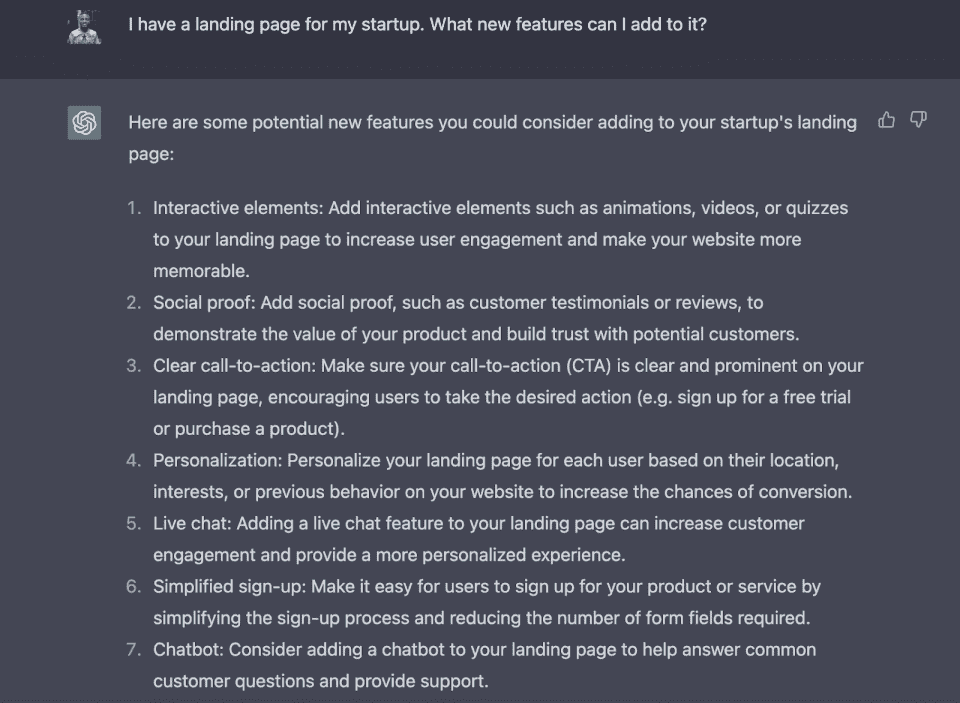 I have a landing page for my startup. What new features can I add to it?
Here are some potential new features you could consider adding to your startup's landing
page:
1. Interactive elements: Add interactive elements such as animations, videos, or quizzes
to your landing page to increase user engagement and make your website more
memorable.
2. Social proof: Add social proof, such as customer testimonials or reviews, to
demonstrate the value of your product and build trust with potential customers.
3. Clear call-to-action: Make sure your call-to-action (CTA) is clear and prominent on your
landing page, encouraging users to take the desired action (e.g. sign up for a free trial
or purchase a product).
4. Personalization: Personalize your landing page for each user based on their location,
interests, or previous behavior on your website to increase the chances of conversion.
5. Live chat: Adding a live chat feature to your landing page can increase customer
engagement and provide a more personalized experience.
6. Simplified sign-up: Make it easy for users to sign up for your product or service by
simplifying the sign-up process and reducing the number of form fields required.
7. Chatbot: Consider adding a chatbot to your landing page to help answer common
customer questions and provide support.